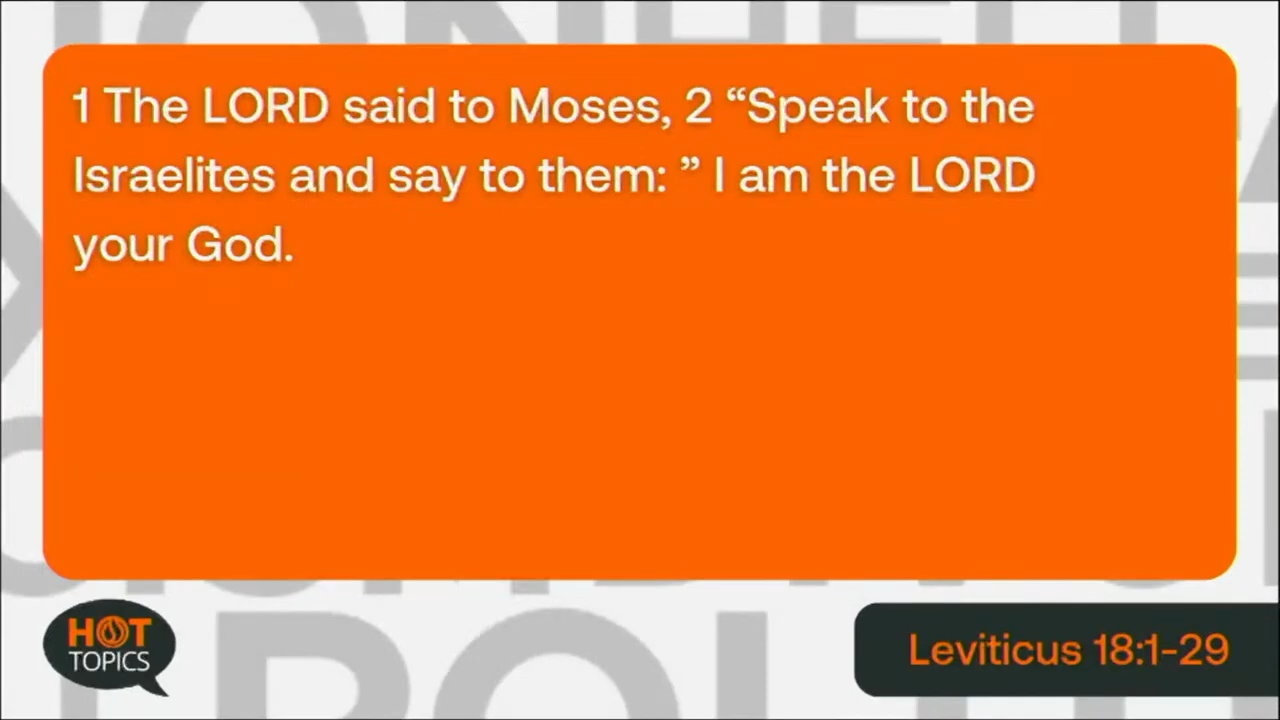 1 The LORD said to Moses, 2 “Speak to the
Israelites and say to them: ” I am the LORD
your God.
HOT
TOPICS
Leviticus 18:1-29